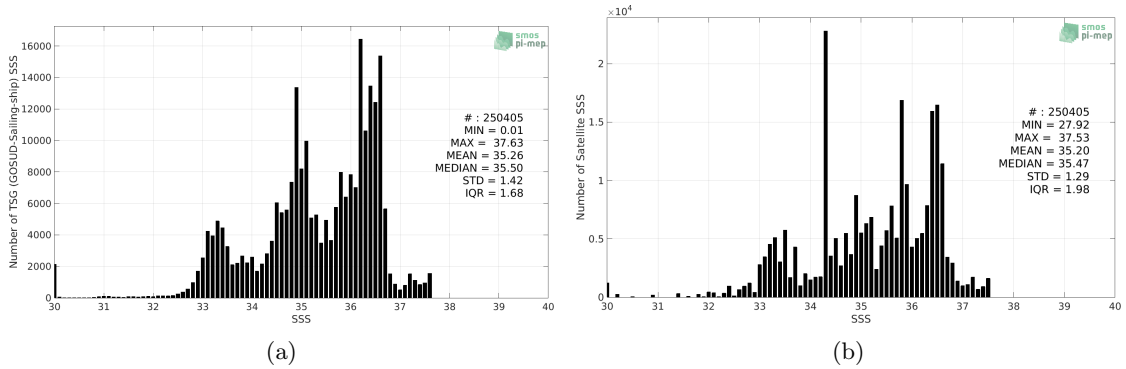 Number of TSG (GOSUD-Sailing-ship) SSS
16000
14000
12000
10000
8000
6000
4000
2000
0
30
31
32
33
34
35
36
37
38
39
40
SSS
smos
pi-mep
# : 250405
MIN = 0.01
MAX = 37.63
MEAN = 35.26
MEDIAN = 35.50
STD = 1.42
IQR = 1.68
(a)
Number of Satellite SSS
×10⁴
2
1.5
1
0.5
0
30
31
32
33
34
35
36
37
38
39
40
SSS
smos
pi-mep
# : 250405
MIN = 27.92
MAX = 37.53
MEAN = 35.20
MEDIAN = 35.47
STD = 1.29
IQR = 1.98
(b)